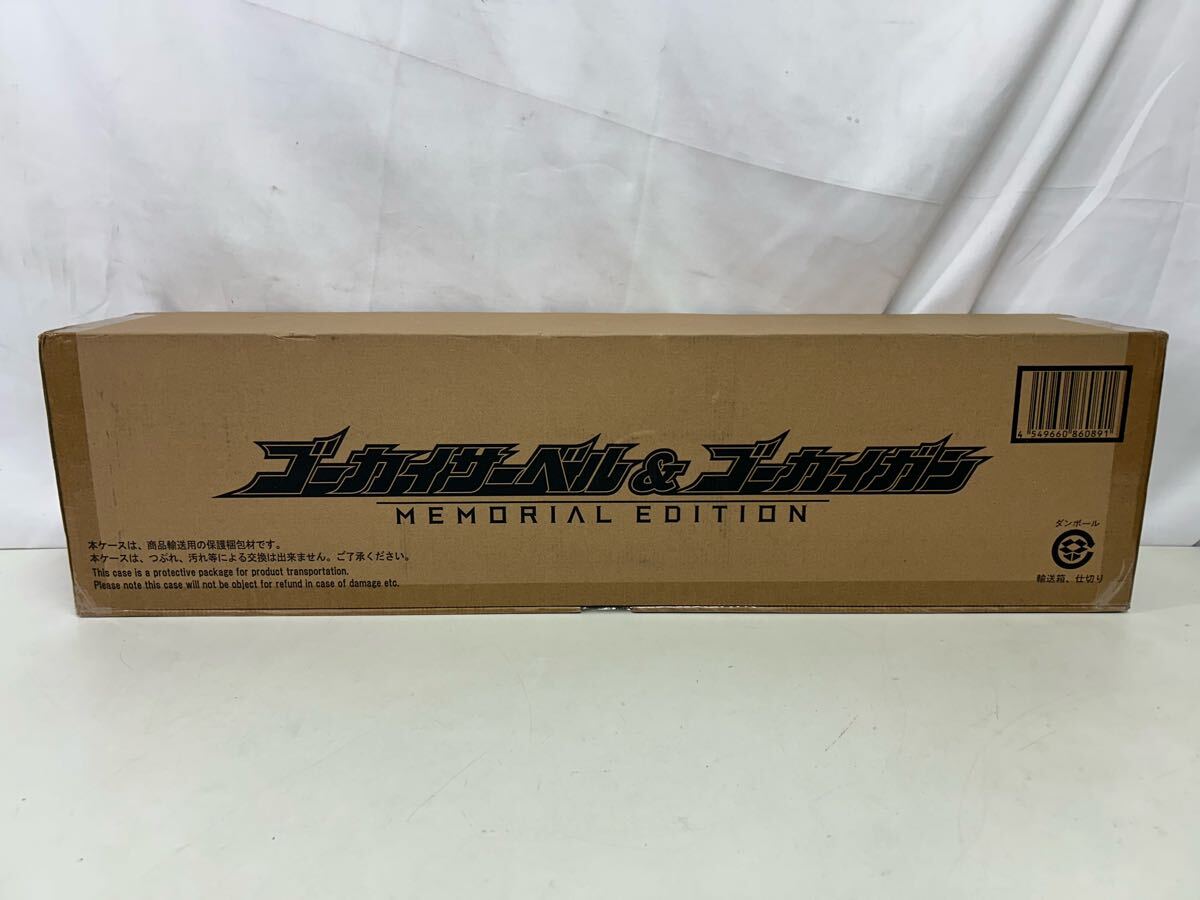 4 549660 860891
ゴーカイサーベル&ゴーカイガン
MEMORIAL EDITION
本ケースは、商品輸送用の保護梱包材です。
本ケースは、つぶれ、汚れ等による交換は出来ません。ご了承ください。
This case is a protective package for product transportation.
Please note this case will not be object for refund in case of damage etc.
ダンボール
輸送箱、仕切り